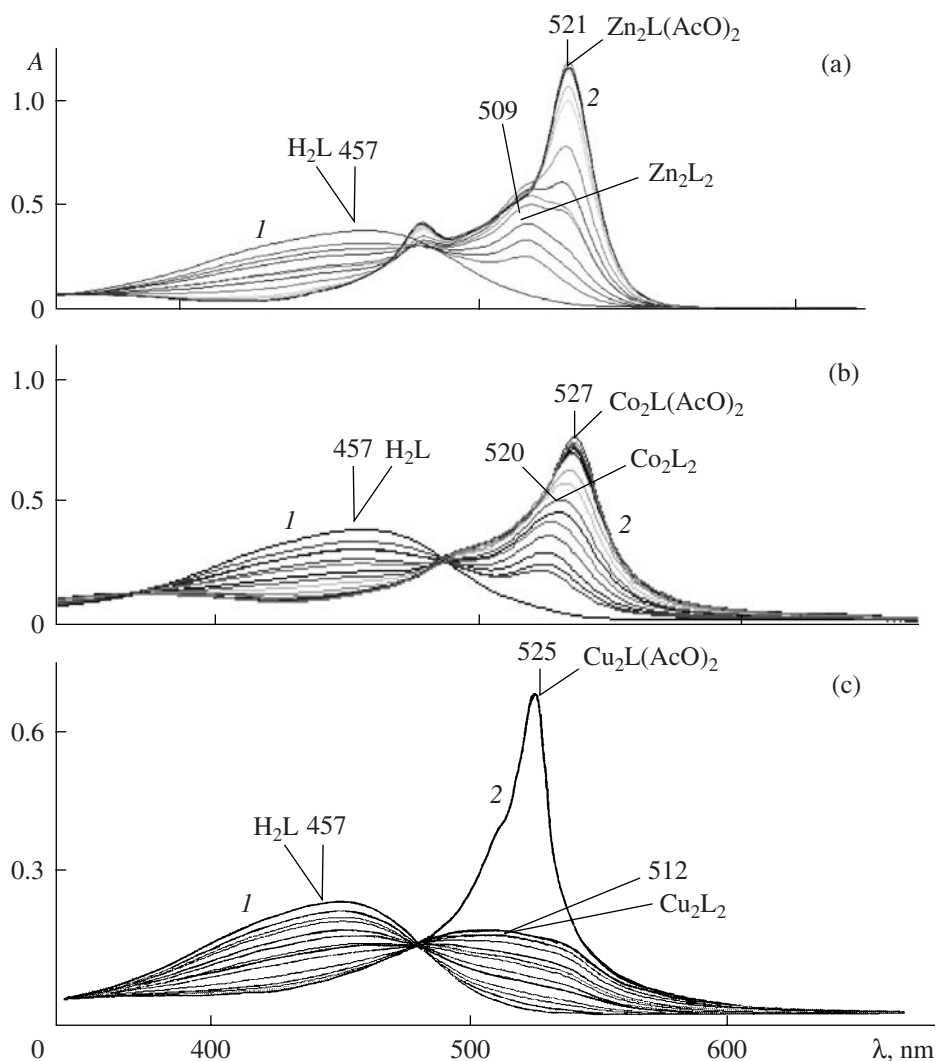 521
Zn₂L(AcO)₂
A
(a)
1.0
2
509
H₂L 457
Zn₂L₂
0.5
1
0
(b)
1.0
527
Co₂L(AcO)₂
457
H₂L
520
Co₂L₂
0.5
1
2
0
525
Cu₂L(AcO)₂
(c)
0.6
2
H₂L 457
512
1
0.3
Cu₂L₂
0
400
500
600
λ, nm